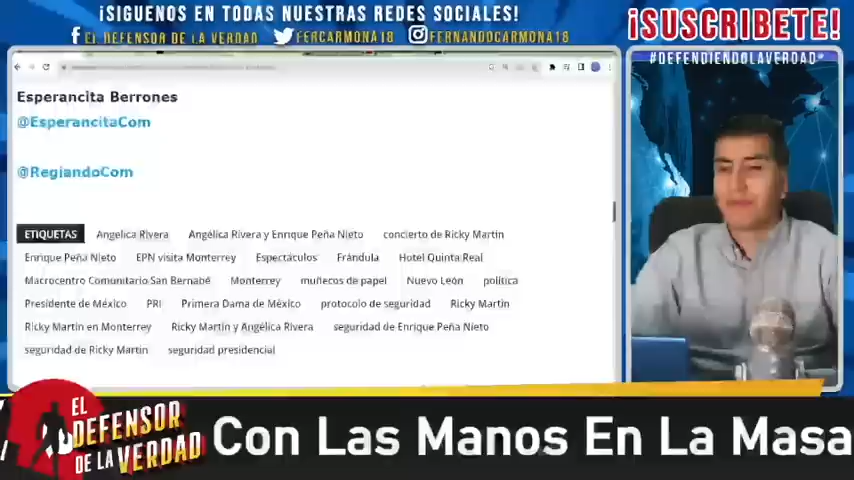 ¡SIGUENOS EN TODAS NUESTRAS REDES SOCIALES!
EL DEFENSOR DE LA VERDAD FERCARMONA18 FERNANDOCARMONA18
¡SUSCRIBETE!
#DEFENDIENDOLAVERDAD
Esperancita Berrones
@EsperancitaCom
@RegiandoCom
ETIQUETAS Angelica Rivera Angélica Rivera y Enrique Peña Nieto concierto de Ricky Martin
Enrique Peña Nieto EPN visita Monterrey Espectáculos Frándula Hotel Quinta Real
Macrocentro Comunitario San Bernabé Monterrey muñecos de papel Nuevo León política
Presidente de México PRI Primera Dama de México protocolo de seguridad Ricky Martin
Ricky Martin en Monterrey Ricky Martin y Angélica Rivera seguridad de Enrique Peña Nieto
seguridad de Ricky Martin seguridad presidencial
EL
DEFENSOR
DE LA VERDAD
Con Las Manos En La Masa